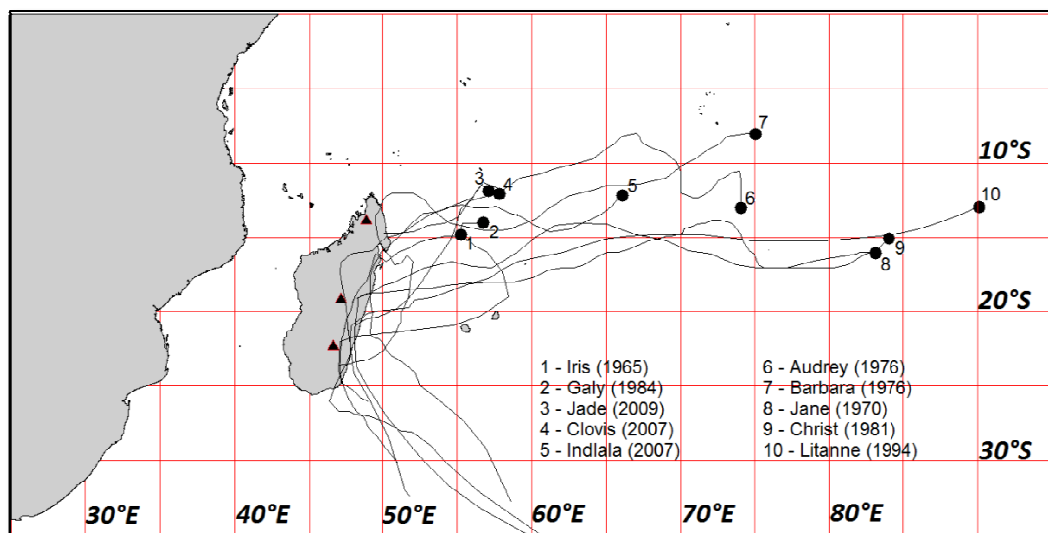 7
10°S
3
4
5
6
10
1
2
9
8
20°S
1 - Iris (1965)
2 - Galy (1984)
3 - Jade (2009)
4 - Clovis (2007)
5 - Indlala (2007)
6 - Audrey (1976)
7 - Barbara (1976)
8 - Jane (1970)
9 - Christ (1981)
10 - Litanne (1994)
30°S
30°E 40°E 50°E 60°E 70°E 80°E